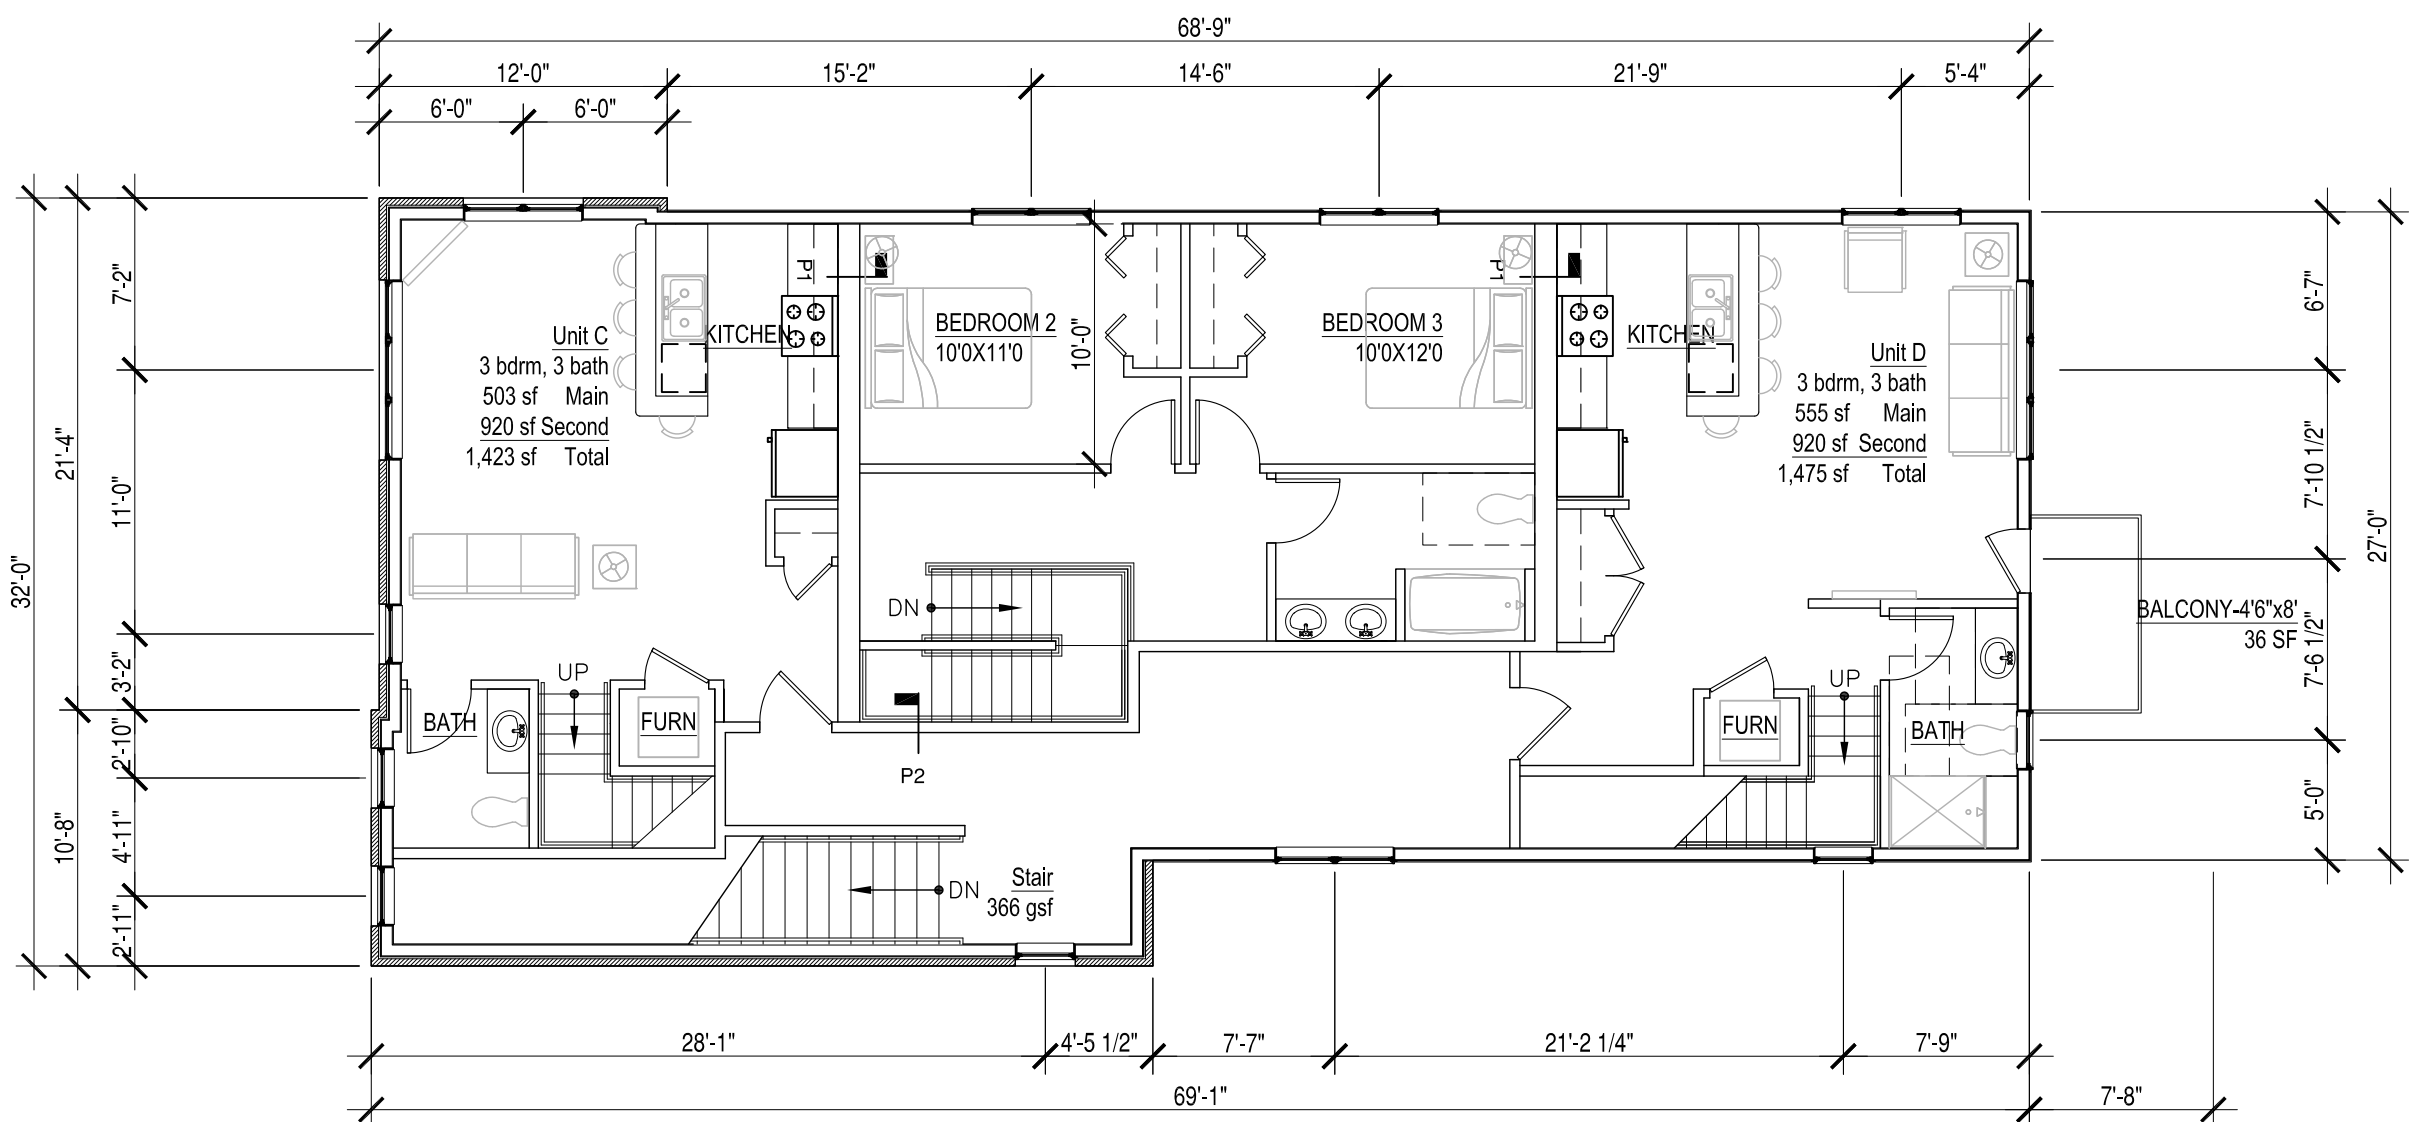 68'-9"
12'-0"
15'-2"
14'-6"
21'-9"
5'-4"
6'-0"
6'-0"
32'-0"
21'-4"
10'-8"
7'-2"
11'-0"
3'-2"
2'-10"
4'-11"
2'-11"
P1
KITCHEN
Unit C
3 bdrm, 3 bath
503 sf Main
920 sf Second
1,423 sf Total
BEDROOM 2
10'0X11'0
10'-0"
BEDROOM 3
10'0X12'0
P1
KITCHEN
Unit D
3 bdrm, 3 bath
555 sf Main
920 sf Second
1,475 sf Total
6'-7"
7'-10 1/2"
7'-6 1/2"
5'-0"
27'-0"
BALCONY-4'6"x8'
36 SF
DN
UP
BATH
FURN
P2
UP
FURN
BATH
DN
Stair
366 gsf
28'-1"
4'-5 1/2"
7'-7"
21'-2 1/4"
7'-9"
69'-1"
7'-8"